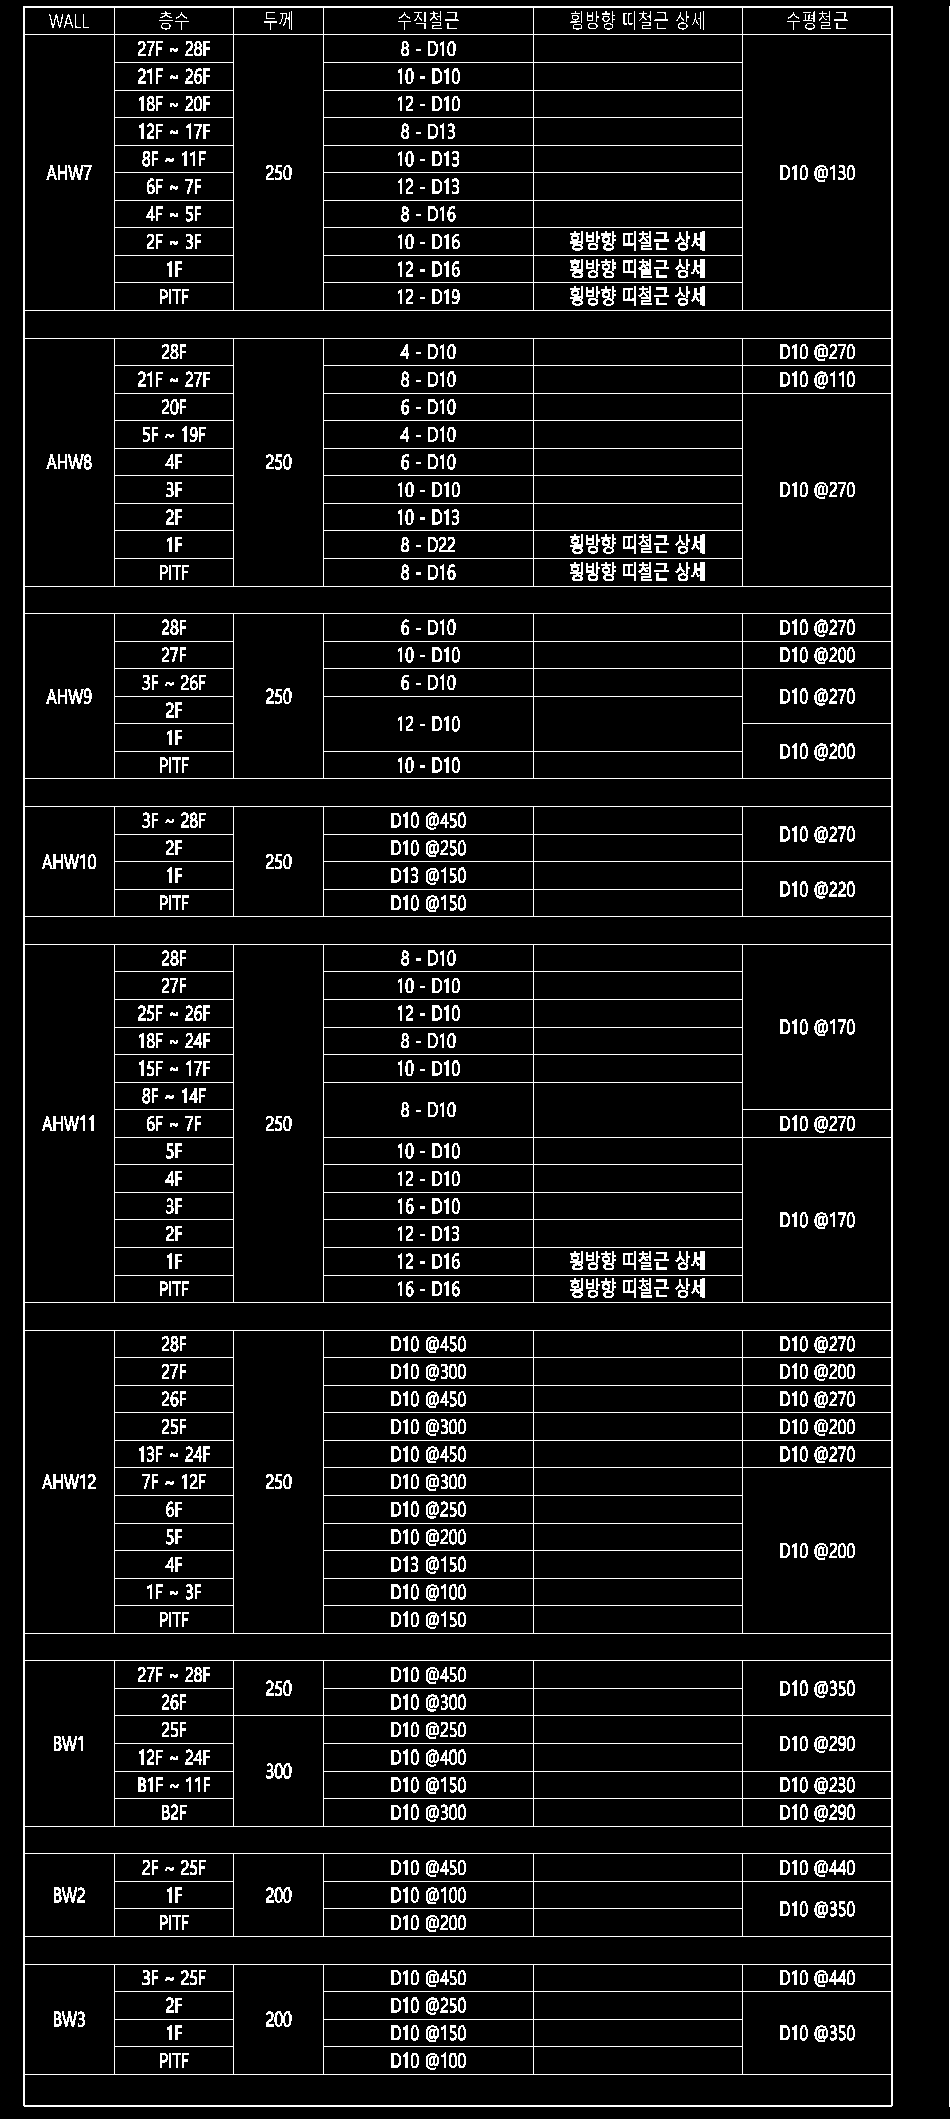 WALL 층수 두께 수직철근 횡방향 띠철근 상세 수평철근
27F ~ 28F 8 - D10
21F ~ 26F 10 - D10
18F ~ 20F 12 - D10
12F ~ 17F 8 - D13
8F ~ 11F 10 - D13
AHW7 250 D10 @130
6F ~ 7F 12 - D13
4F ~ 5F 8 - D16
2F ~ 3F 10 - D16 횡방향 띠철근 상세
1F 12 - D16 횡방향 띠철근 상세
PITF 12 - D19 횡방향 띠철근 상세
28F 4 - D10 D10 @270
21F ~ 27F 8 - D10 D10 @110
20F 6 - D10
5F ~ 19F 4 - D10
AHW8 4F 250 6 - D10
3F 10 - D10 D10 @270
2F 10 - D13
1F 8 - D22 횡방향 띠철근 상세
PITF 8 - D16 횡방향 띠철근 상세
28F 6 - D10 D10 @270
27F 10 - D10 D10 @200
3F ~ 26F 6 - D10
AHW9 250 D10 @270
2F
12 - D10
1F
D10 @200
PITF 10 - D10
3F ~ 28F D10 @450
D10 @270
2F D10 @250
AHW10 250
1F D13 @150
D10 @220
PITF D10 @150
28F 8 - D10
27F 10 - D10
25F ~ 26F 12 - D10
D10 @170
18F ~ 24F 8 - D10
15F ~ 17F 10 - D10
8F ~ 14F
8 - D10
AHW11 6F ~ 7F 250 D10 @270
5F 10 - D10
4F 12 - D10
3F 16 - D10
D10 @170
2F 12 - D13
1F 12 - D16 횡방향 띠철근 상세
PITF 16 - D16 횡방향 띠철근 상세
28F D10 @450 D10 @270
27F D10 @300 D10 @200
26F D10 @450 D10 @270
25F D10 @300 D10 @200
13F ~ 24F D10 @450 D10 @270
AHW12 7F ~ 12F 250 D10 @300
6F D10 @250
5F D10 @200
D10 @200
4F D13 @150
1F ~ 3F D10 @100
PITF D10 @150
27F ~ 28F D10 @450
250 D10 @350
26F D10 @300
25F D10 @250
BW1 D10 @290
12F ~ 24F D10 @400
300
B1F ~ 11F D10 @150 D10 @230
B2F D10 @300 D10 @290
2F ~ 25F D10 @450 D10 @440
BW2 1F 200 D10 @100
D10 @350
PITF D10 @200
3F ~ 25F D10 @450 D10 @440
2F D10 @250
BW3 200
1F D10 @150 D10 @350
PITF D10 @100